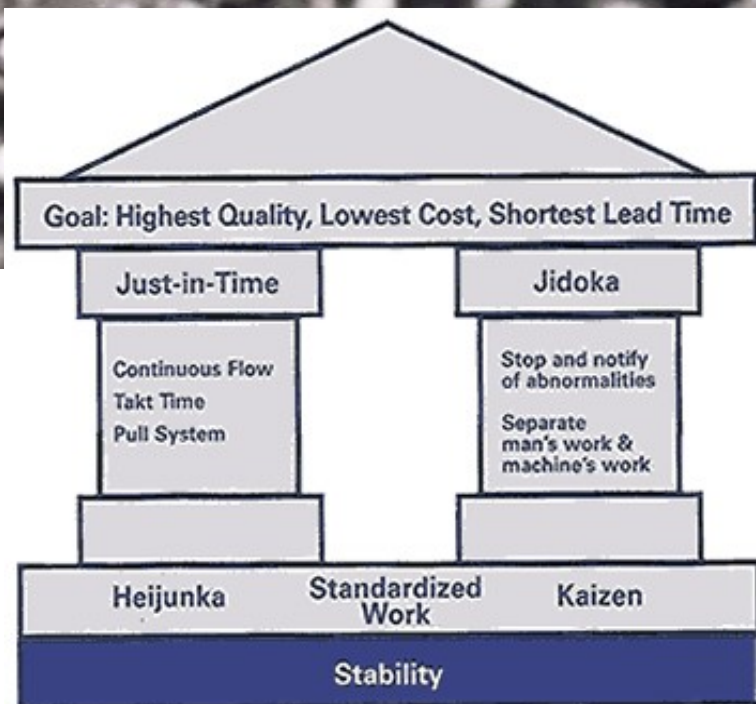 Goal: Highest Quality, Lowest Cost, Shortest Lead Time
Just-in-Time
Jidoka
Continuous Flow
Takt Time
Pull System
Stop and notify
of abnormalities
Separate
man's work &
machine's work
Heijunka
Standardized
Work
Kaizen
Stability